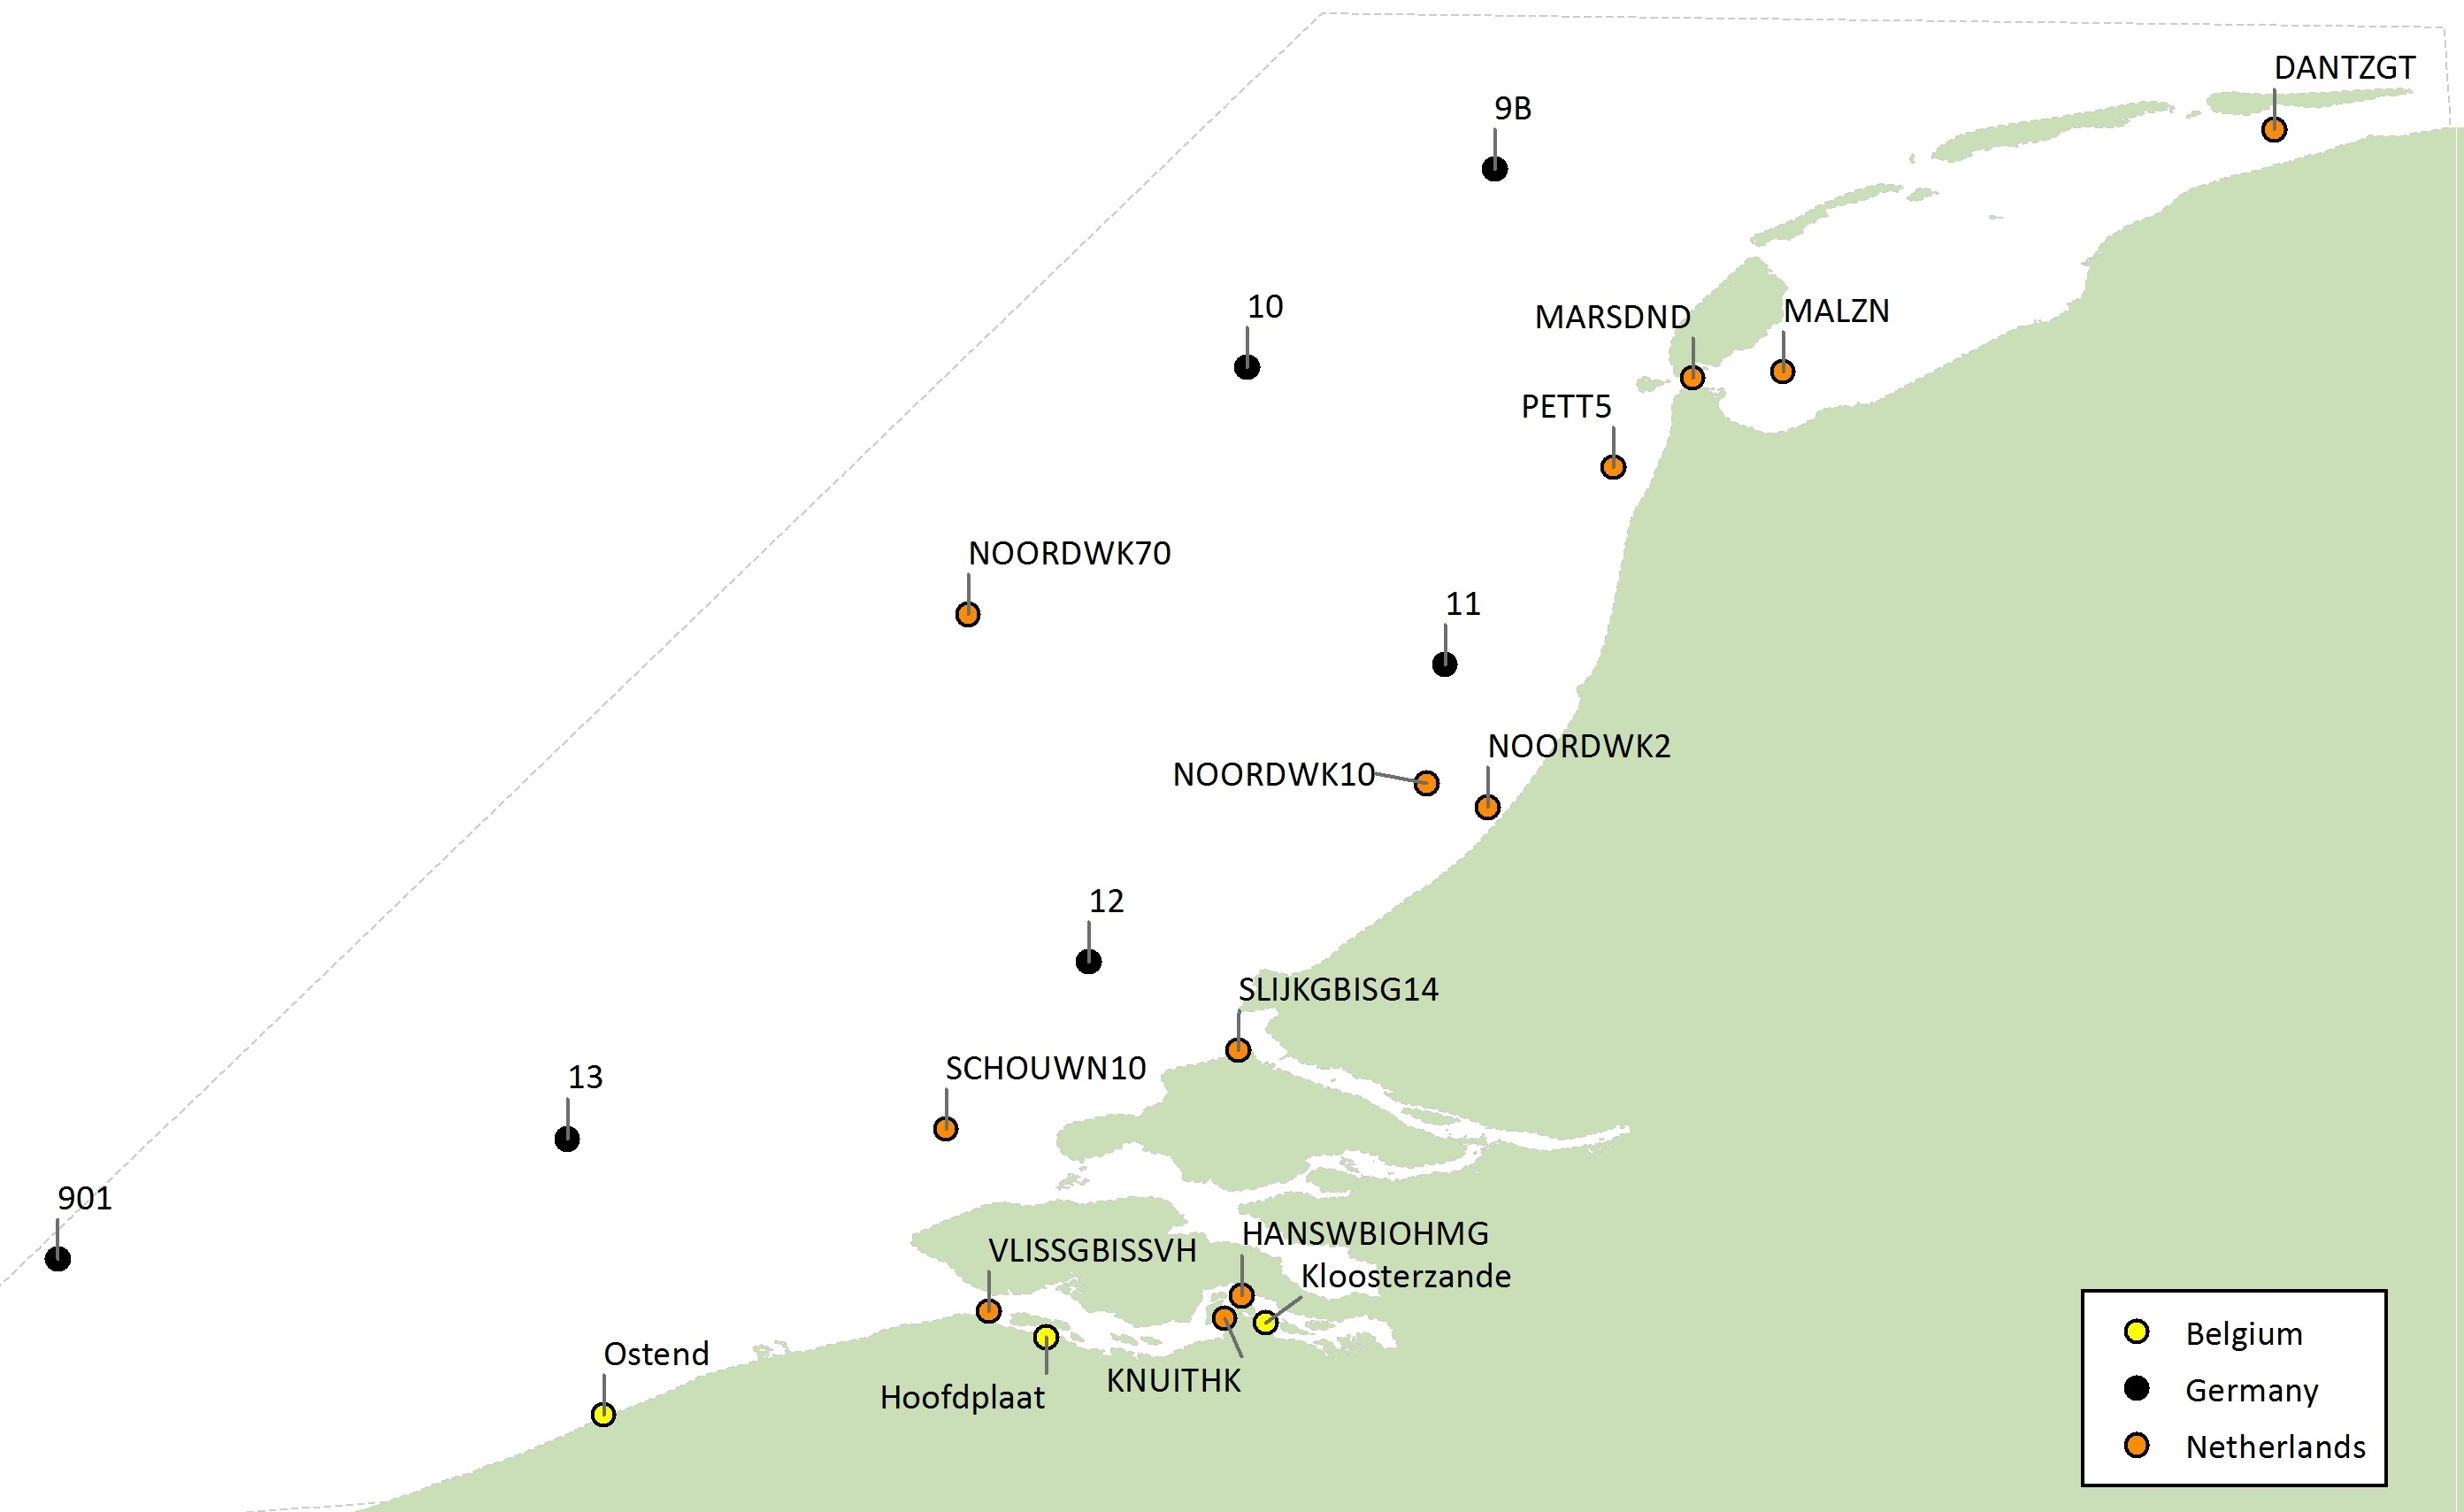 DANTZGT
9B
10
MARSDND
MALZN
PETT5
NOORDWK70
11
NOORDWK2
NOORDWK10
12
SLIJKGBISG14
SCHOUWN10
13
901
HANSWBIOHMG
VLISSGBISSVH
Kloosterzande
Ostend
KNUITHK
Hoofdplaat
Belgium
Germany
Netherlands